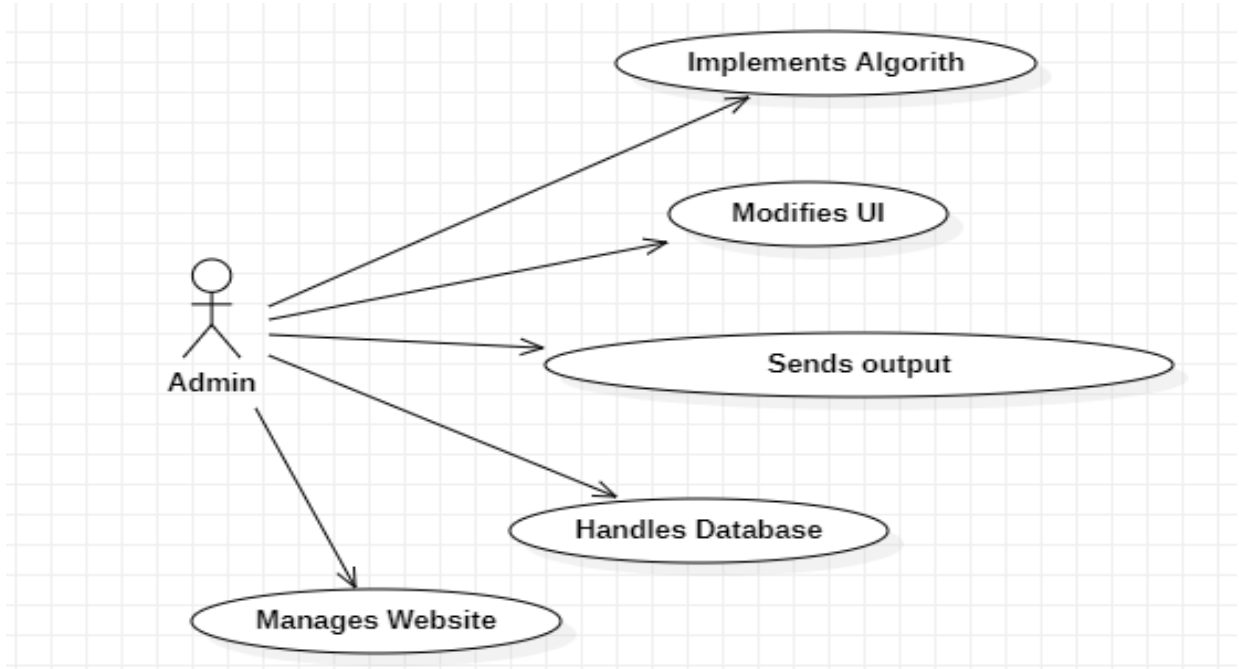 Implements Algorith
Modifies UI
Admin
Sends output
Handles Database
Manages Website